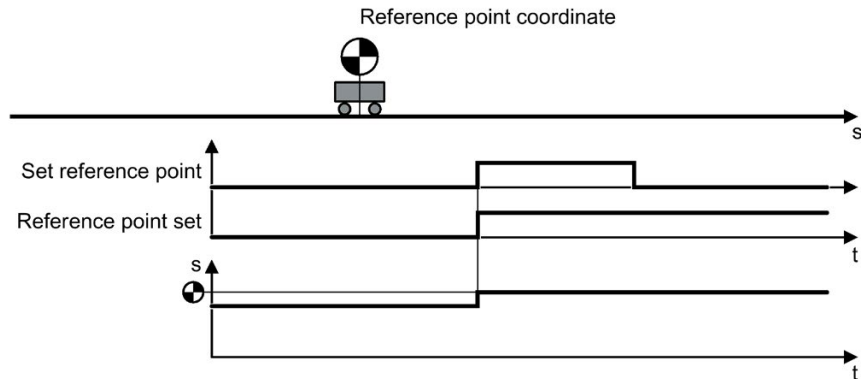 Reference point coordinate
s
Set reference point
Reference point set
t
s
t